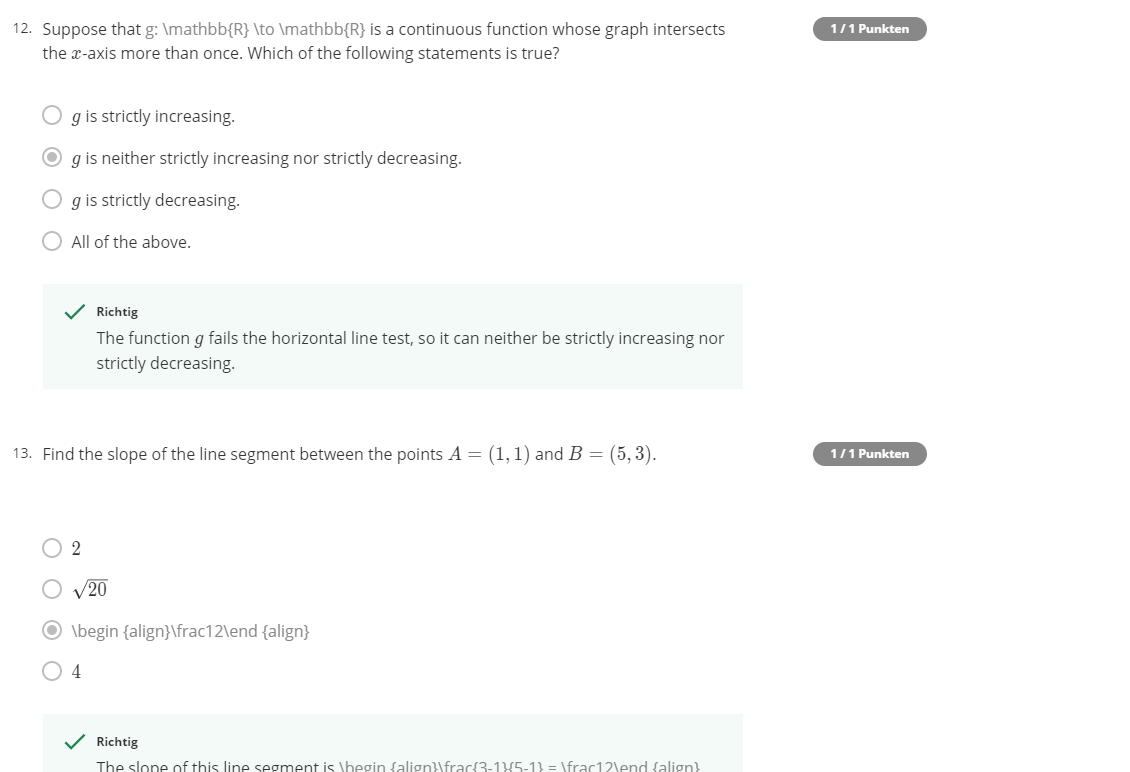 12. Suppose that g: \mathbb{R} \to \mathbb{R} is a continuous function whose graph intersects
the x-axis more than once. Which of the following statements is true?
1 / 1 Punkten
g is strictly increasing.
g is neither strictly increasing nor strictly decreasing.
g is strictly decreasing.
All of the above.
Richtig
The function g fails the horizontal line test, so it can neither be strictly increasing nor
strictly decreasing.
13. Find the slope of the line segment between the points A = (1, 1) and B = (5, 3).
1 / 1 Punkten
2
√20
\begin {align}\frac12\end {align}
4
Richtig
The slope of this line segment is \begin {align}\frac{3-1}{5-1} = \frac12\end {align}